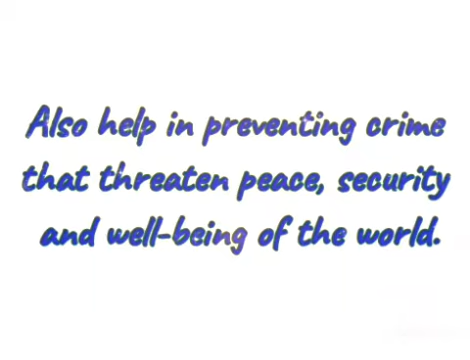 Also help in preventing crime
that threaten peace, security
and well-being of the world.